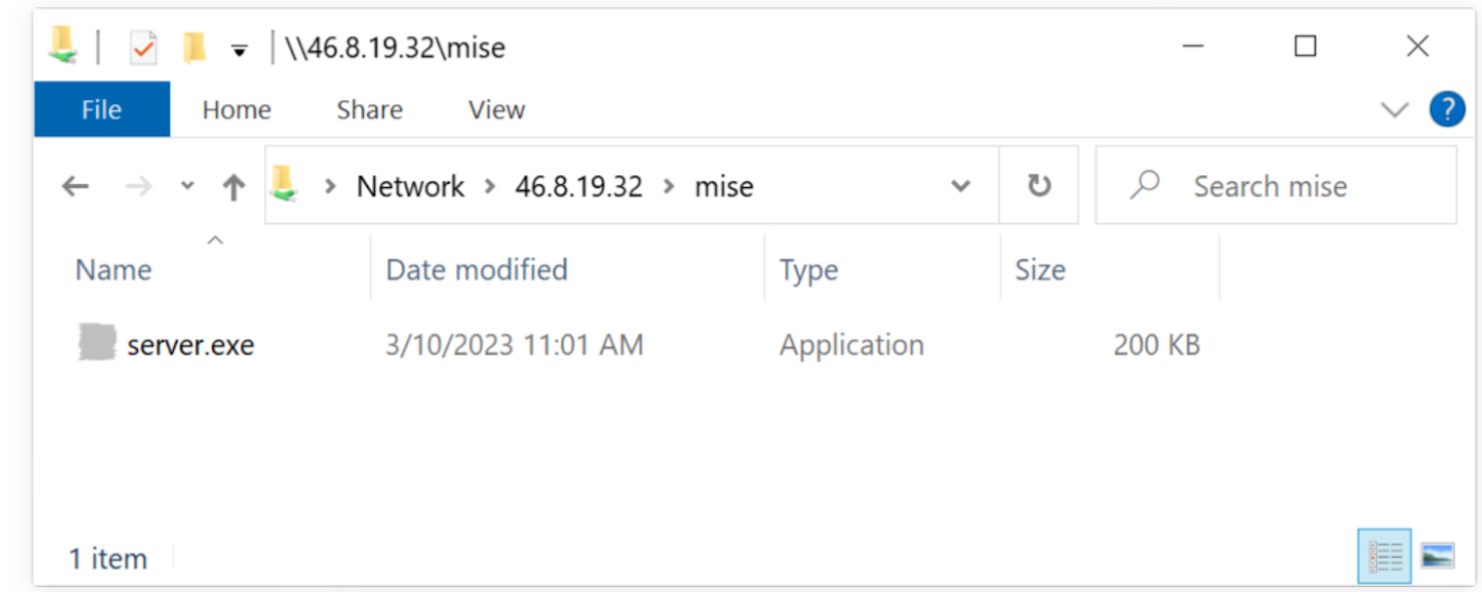 \\46.8.19.32\mise
File Home Share View
Network > 46.8.19.32 > mise Search mise
Name Date modified Type Size
server.exe 3/10/2023 11:01 AM Application 200 KB
1 item